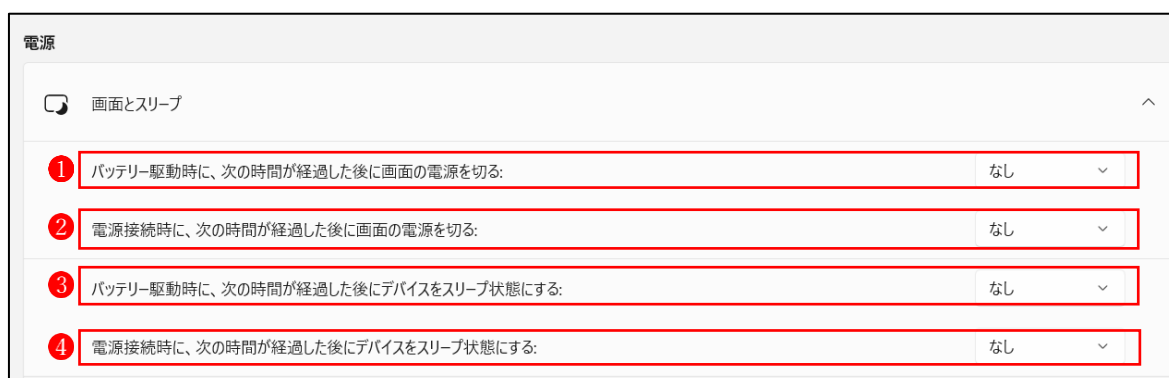 電源
画面とスリープ
1 バッテリー駆動時に、次の時間が経過した後に画面の電源を切る: なし
2 電源接続時に、次の時間が経過した後に画面の電源を切る: なし
3 バッテリー駆動時に、次の時間が経過した後にデバイスをスリープ状態にする: なし
4 電源接続時に、次の時間が経過した後にデバイスをスリープ状態にする: なし